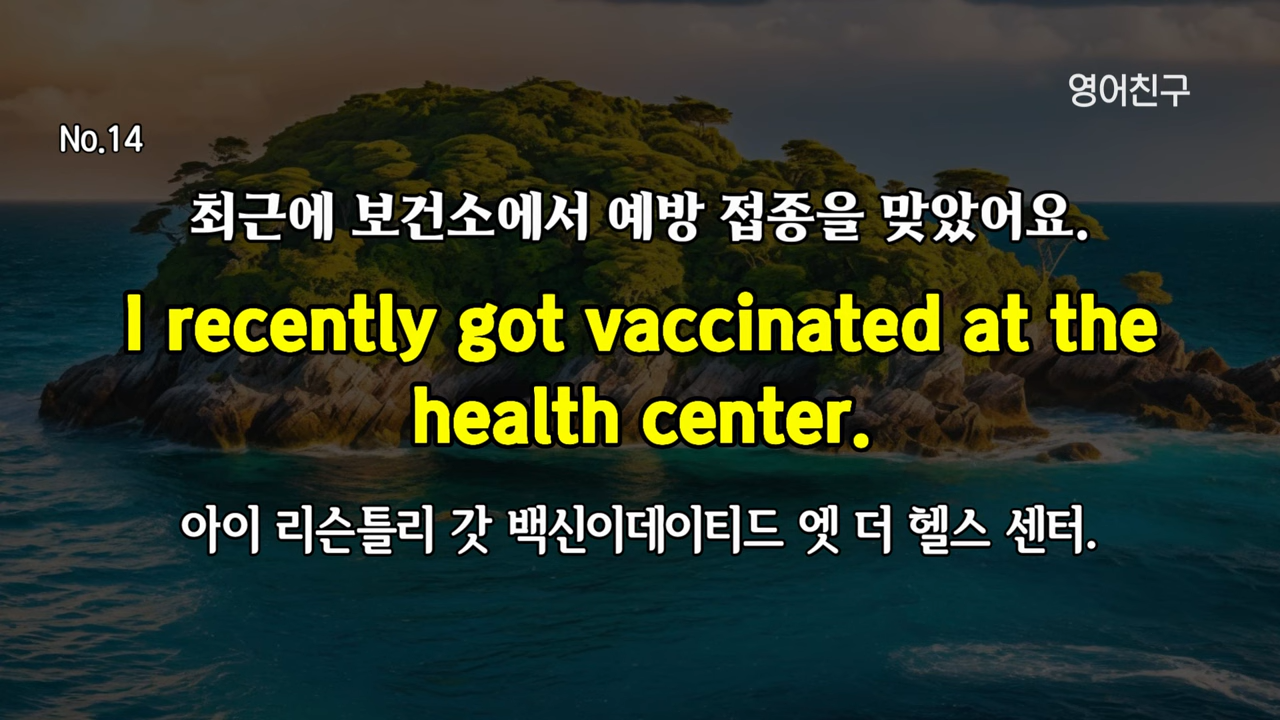 영어친구
No.14
최근에 보건소에서 예방 접종을 맞았어요.
I recently got vaccinated at the
health center.
아이 리슨틀리 갓 백신이데이티드 엣 더 헬스 센터.